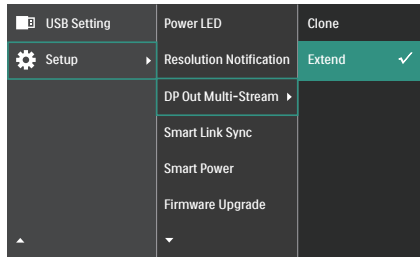 USB Setting
Setup
Power LED
Resolution Notification
DP Out Multi-Stream
Smart Link Sync
Smart Power
Firmware Upgrade
Clone
Extend